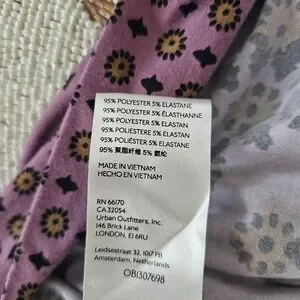 95% POLYESTER 5% ELASTANE
95% POLYESTER 5% ÉLASTHANNE
95% POLYESTER 5% ELASTAN
95% POLIESTERE 5% ELASTAN
95% POLIÉSTER 5% ELASTANO
95% 聚酯纤维 5% 氨纶
MADE IN VIETNAM
HECHO EN VIETNAM
RN 66170
CA 32054
Urban Outfitters, Inc.
146 Brick Lane
LONDON, E1 6RU
Leidsestraat 32, 1017 PB
Amsterdam, Netherlands
OB1307698